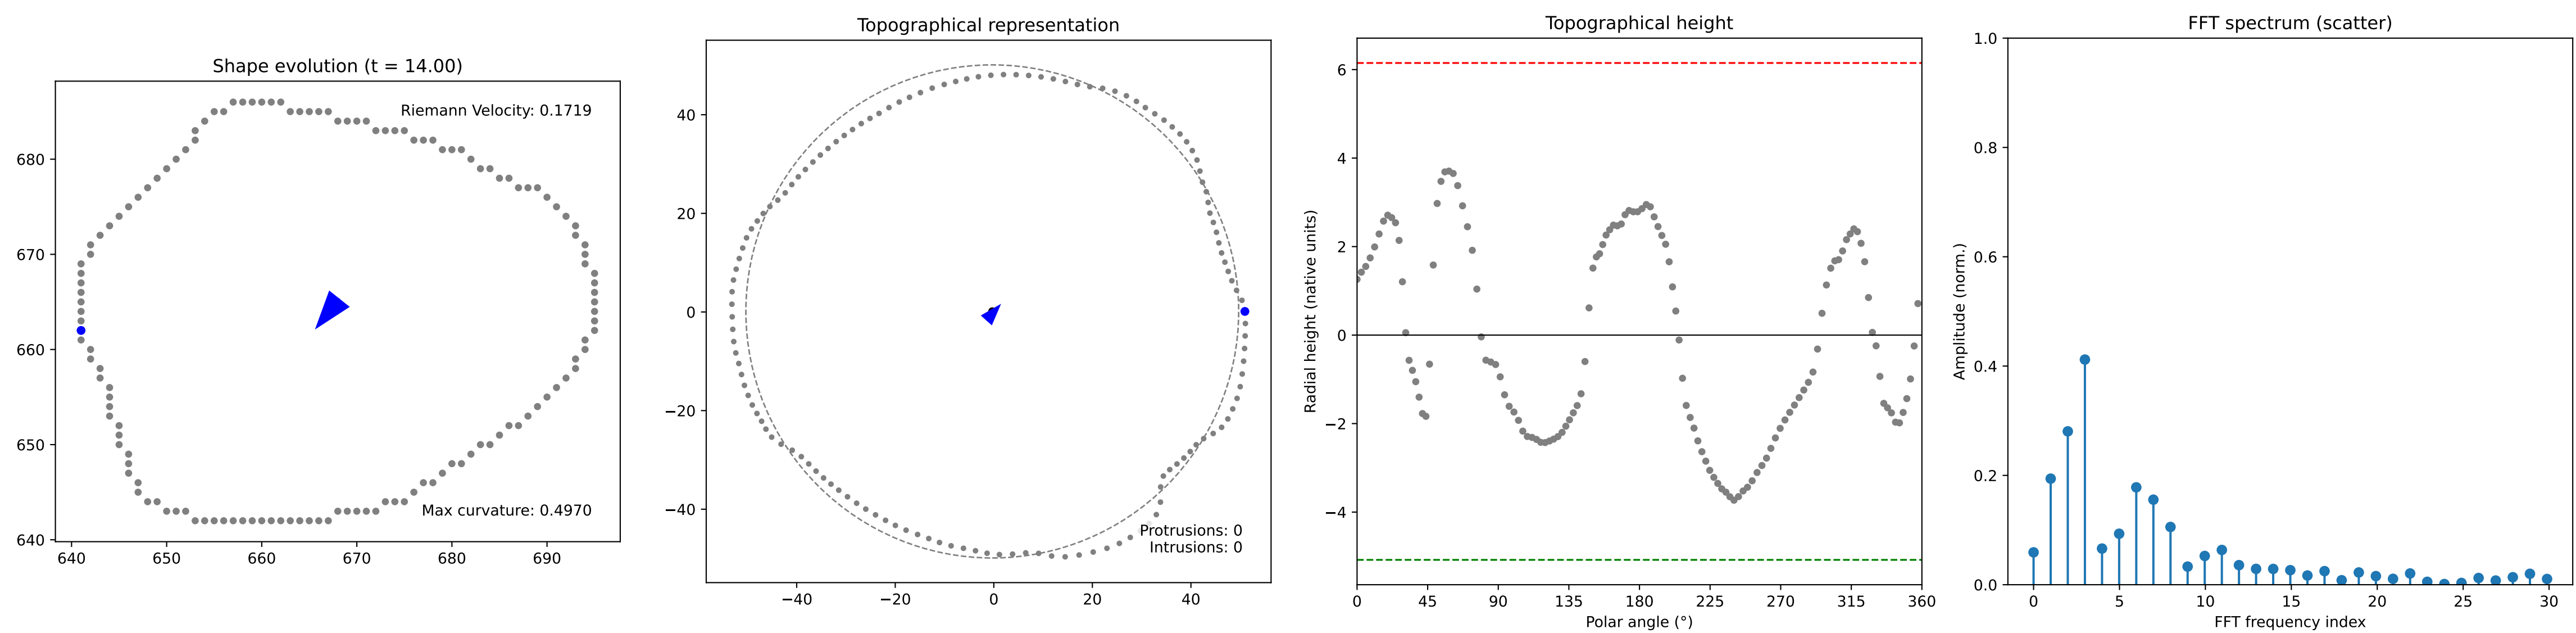 Shape evolution (t = 14.00)
Riemann Velocity: 0.1719
Max curvature: 0.4970
680
670
660
650
640
640 650 660 670 680 690
Topographical representation
40
20
0
−20
−40
−40 −20 0 20 40
Protrusions: 0
Intrusions: 0
Topographical height
Radial height (native units)
6
4
2
0
−2
−4
0 45 90 135 180 225 270 315 360
Polar angle (°)
FFT spectrum (scatter)
Amplitude (norm.)
1.0
0.8
0.6
0.4
0.2
0.0
0 5 10 15 20 25 30
FFT frequency index